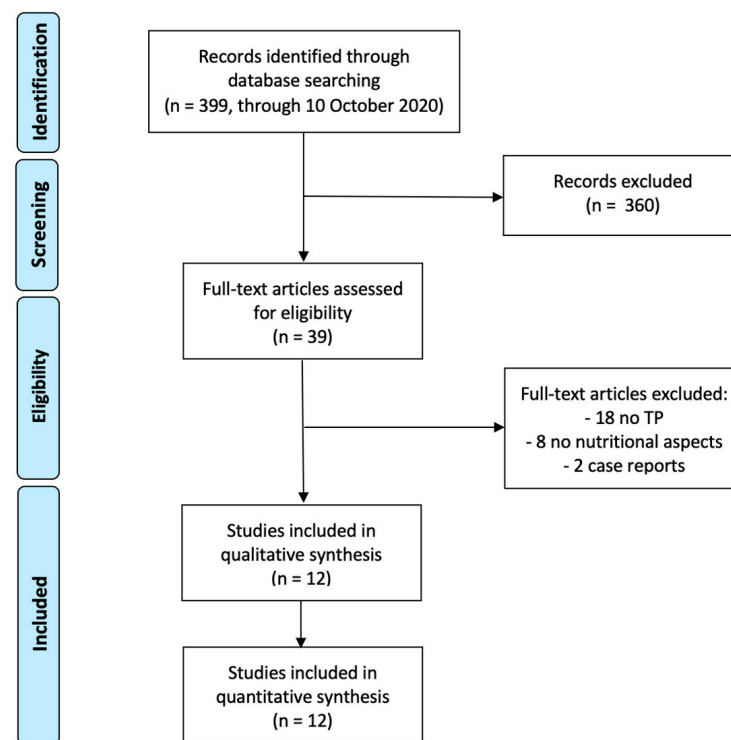 Identification
Records identified through
database searching
(n = 399, through 10 October 2020)
Screening
Records excluded
(n = 360)
Full-text articles assessed
for eligibility
(n = 39)
Eligibility
Full-text articles excluded:
- 18 no TP
- 8 no nutritional aspects
- 2 case reports
Included
Studies included in
qualitative synthesis
(n = 12)
Studies included in
quantitative synthesis
(n = 12)